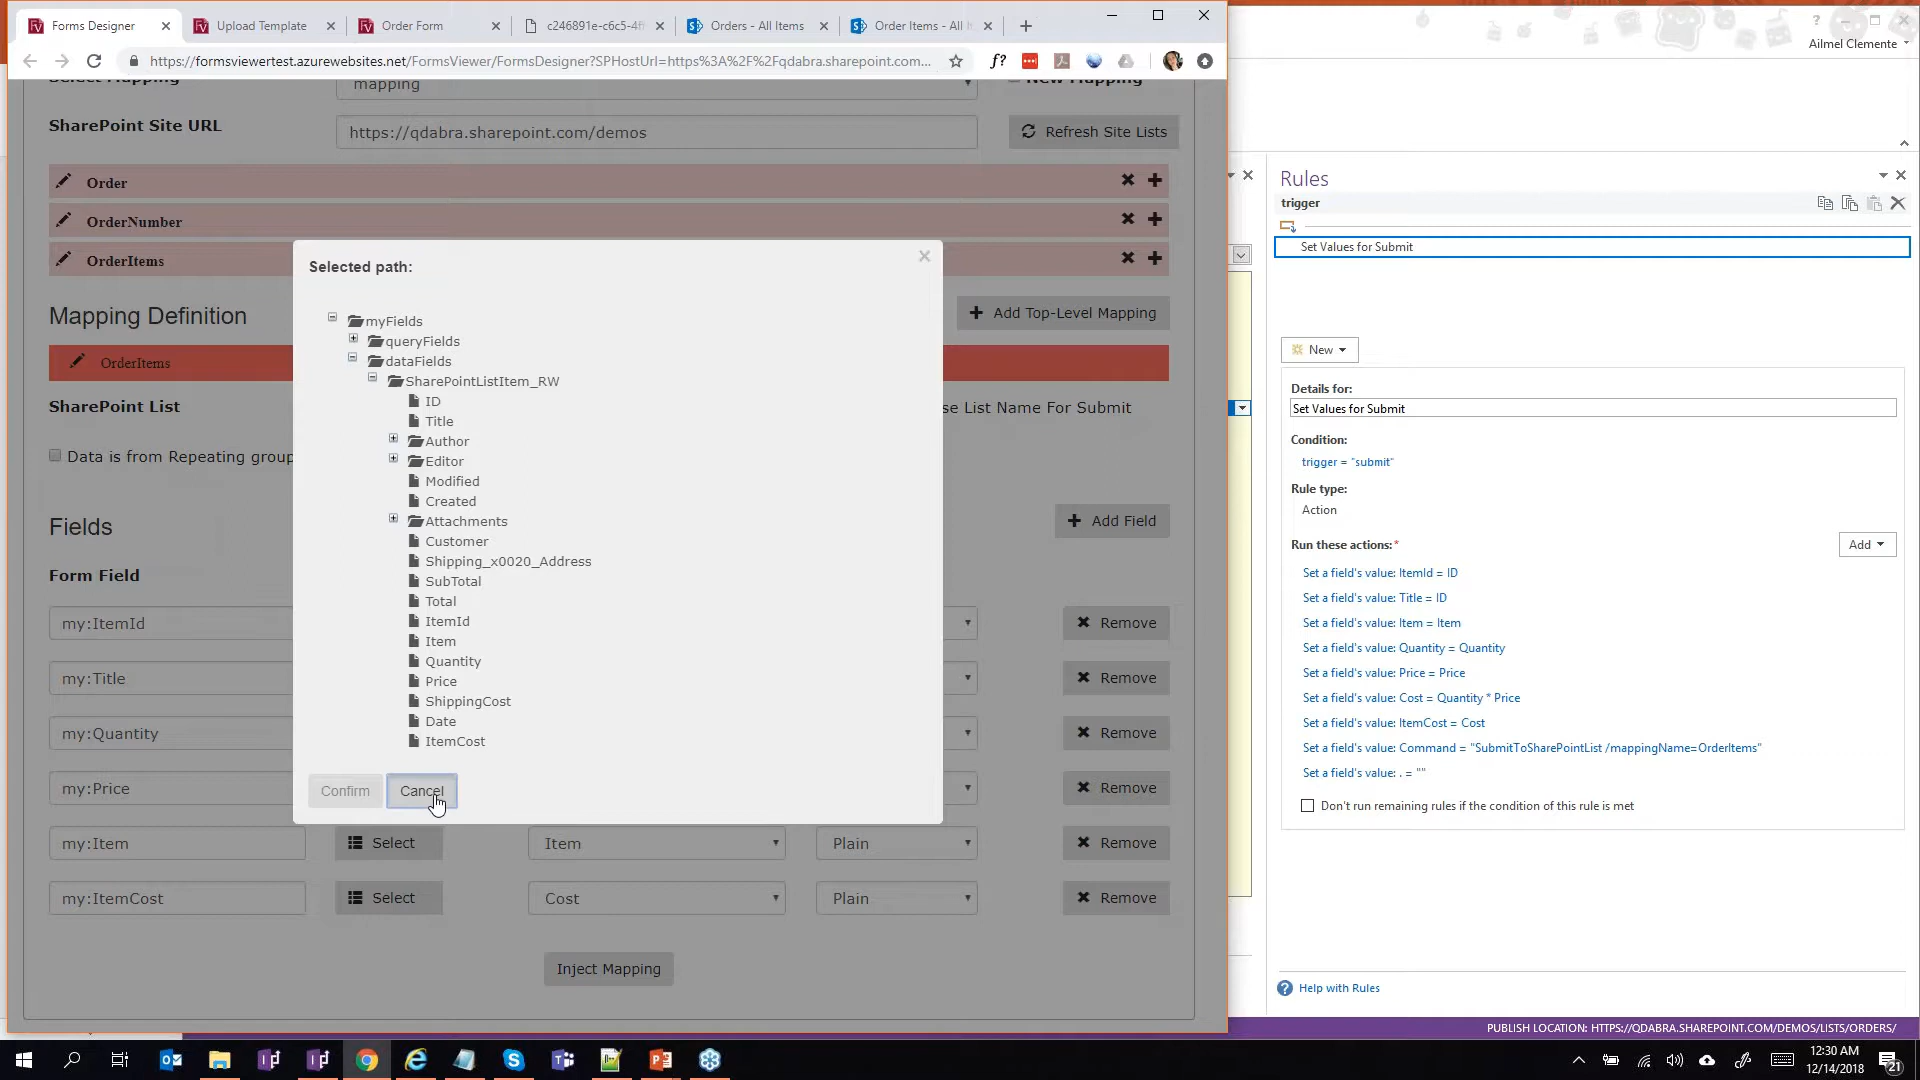 Forms Designer
Upload Template
Order Form
c246891e-c6c5-4f
Orders - All Items
Order Items - All I
https://formsviewertest.azurewebsites.net/FormsViewer/FormsDesigner?SPHostUrl=https%3A%2F%2Fqdabra.sharepoint.com...
f?
Ailmel Clemente
Select Mapping
mapping
New Mapping
SharePoint Site URL
https://qdabra.sharepoint.com/demos
Refresh Site Lists
Order
OrderNumber
OrderItems
Mapping Definition
Add Top-Level Mapping
OrderItems
SharePoint List
se List Name For Submit
Data is from Repeating group
Fields
Add Field
Form Field
my:ItemId
Remove
my:Title
Remove
my:Quantity
Remove
my:Price
Remove
my:Item
Select
Item
Plain
Remove
my:ItemCost
Select
Cost
Plain
Remove
Inject Mapping
Selected path:
myFields
queryFields
dataFields
SharePointListItem_RW
ID
Title
Author
Editor
Modified
Created
Attachments
Customer
Shipping_x0020_Address
SubTotal
Total
ItemId
Item
Quantity
Price
ShippingCost
Date
ItemCost
Confirm
Cancel
Rules
trigger
Set Values for Submit
New
Details for:
Set Values for Submit
Condition:
trigger = "submit"
Rule type:
Action
Run these actions:*
Add
Set a field's value: ItemId = ID
Set a field's value: Title = ID
Set a field's value: Item = Item
Set a field's value: Quantity = Quantity
Set a field's value: Price = Price
Set a field's value: Cost = Quantity * Price
Set a field's value: ItemCost = Cost
Set a field's value: Command = "SubmitToSharePointList /mappingName=OrderItems"
Set a field's value: . = ""
Don't run remaining rules if the condition of this rule is met
Help with Rules
PUBLISH LOCATION: HTTPS://QDABRA.SHAREPOINT.COM/DEMOS/LISTS/ORDERS/
12:30 AM
12/14/2018
21